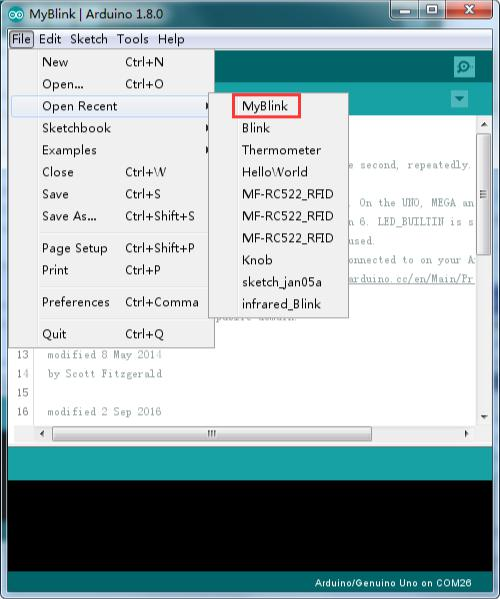 MyBlink | Arduino 1.8.0
File Edit Sketch Tools Help
New Ctrl+N
Open... Ctrl+O
Open Recent
Sketchbook
Examples
Close Ctrl+W
Save Ctrl+S
Save As... Ctrl+Shift+S
Page Setup Ctrl+Shift+P
Print Ctrl+P
Preferences Ctrl+Comma
Quit Ctrl+Q
MyBlink
Blink
Thermometer
HelloWorld
MF-RC522_RFID
MF-RC522_RFID
MF-RC522_RFID
Knob
sketch_jan05a
infrared_Blink
second, repeatedly.
On the UNO, MEGA an
6. LED_BUILTIN is s
used.
connected to on your A
arduino.cc/en/Main/Pr
public domain.
13 modified 8 May 2014
14 by Scott Fitzgerald
15
16 modified 2 Sep 2016
Arduino/Genuino Uno on COM26